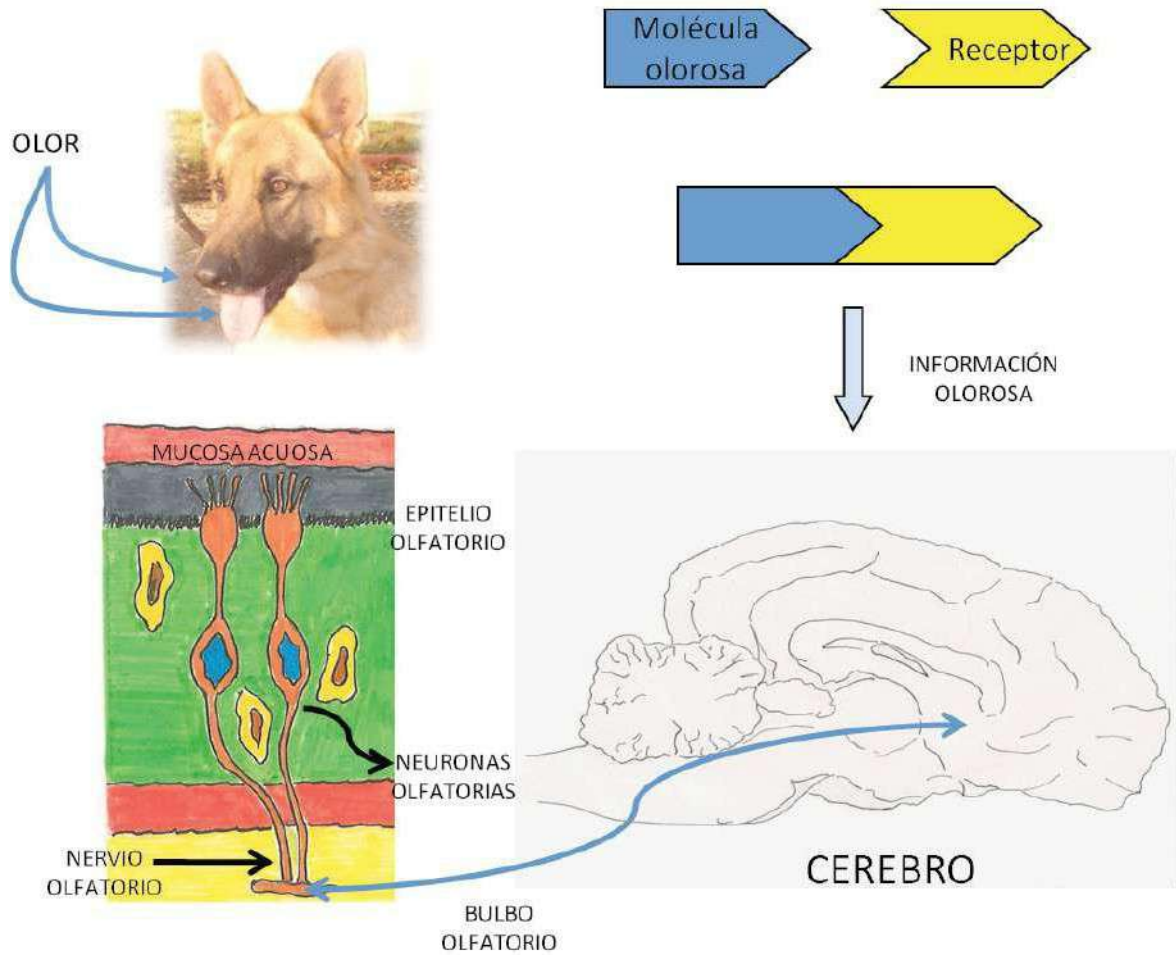 Molécula
olorosa
Receptor
OLOR
INFORMACIÓN
OLOROSA
MUCOSA ACUOSA
EPITELIO
OLFATORIO
NEURONAS
OLFATORIAS
NERVIO
OLFATORIO
BULBO
OLFATORIO
CEREBRO